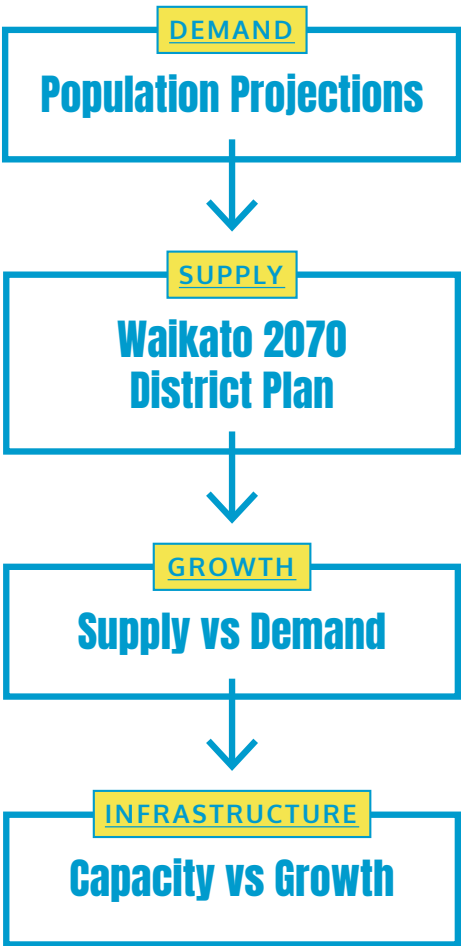 DEMAND
Population Projections
SUPPLY
Waikato 2070
District Plan
GROWTH
Supply vs Demand
INFRASTRUCTURE
Capacity vs Growth